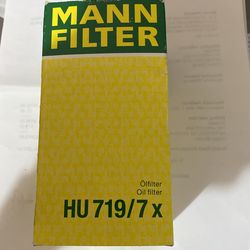 MANN
FILTER
Ölfilter
Oil filter
HU 719/7 x